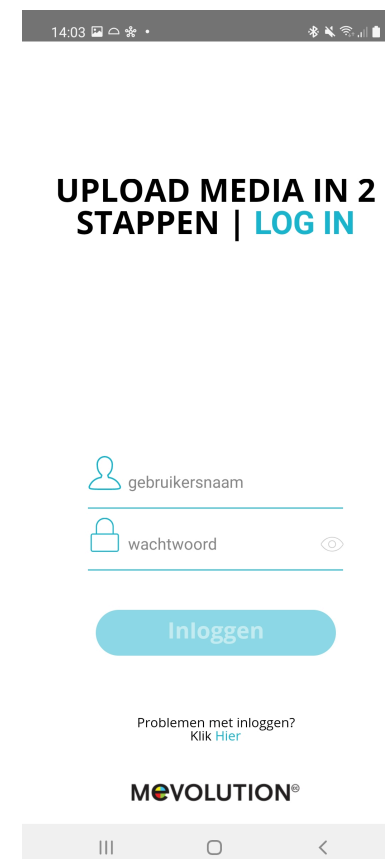 14:03
UPLOAD MEDIA IN 2
STAPPEN | LOG IN
gebruikersnaam
wachtwoord
Inloggen
Problemen met inloggen?
Klik Hier
MeVOLUTION